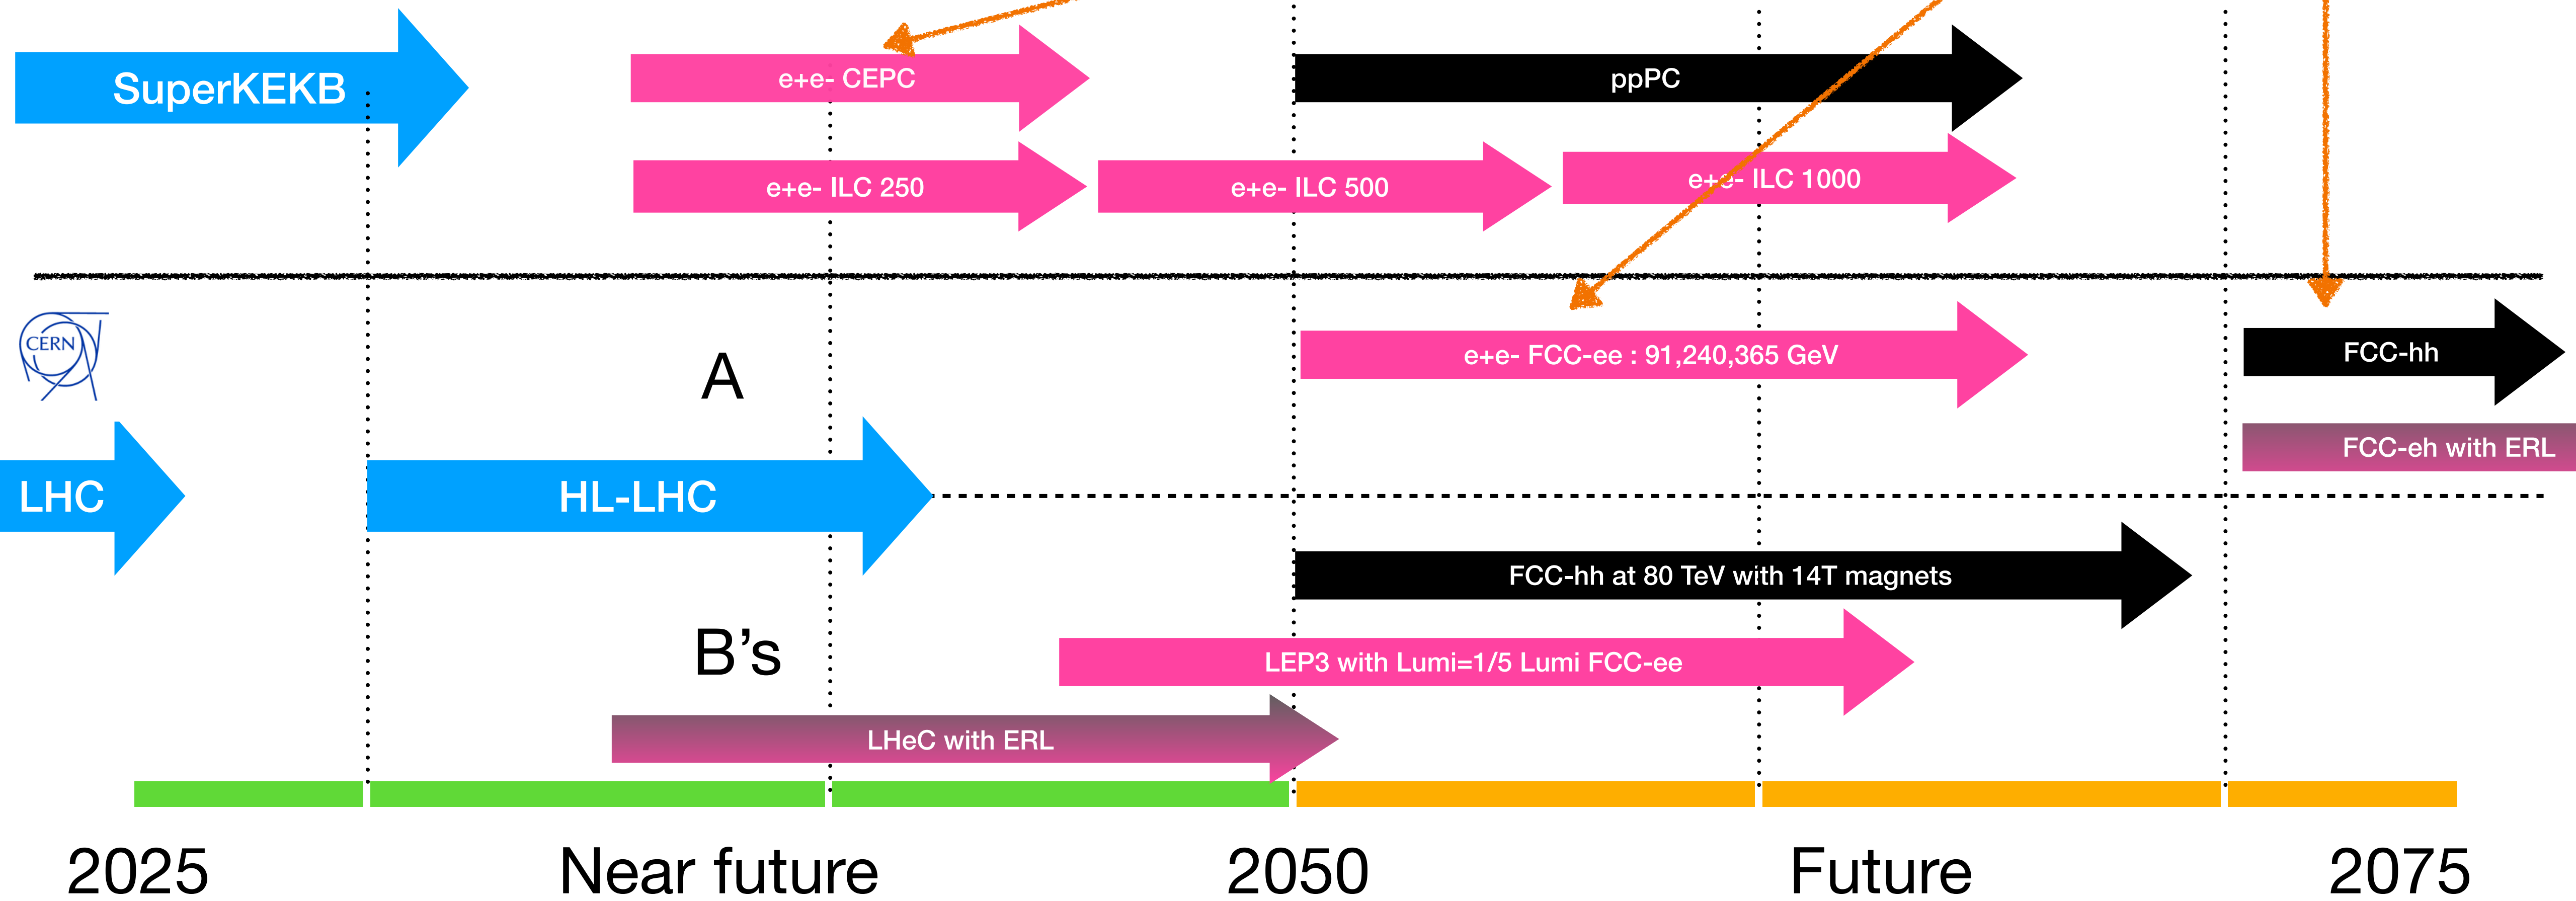 SuperKEKB
e+e- CEPC
ppPC
e+e- ILC 250
e+e- ILC 500
e+e- ILC 1000
CERN
A
e+e- FCC-ee : 91,240,365 GeV
FCC-hh
FCC-eh with ERL
LHC
HL-LHC
FCC-hh at 80 TeV with 14T magnets
B’s
LEP3 with Lumi=1/5 Lumi FCC-ee
LHeC with ERL
2025
Near future
2050
Future
2075